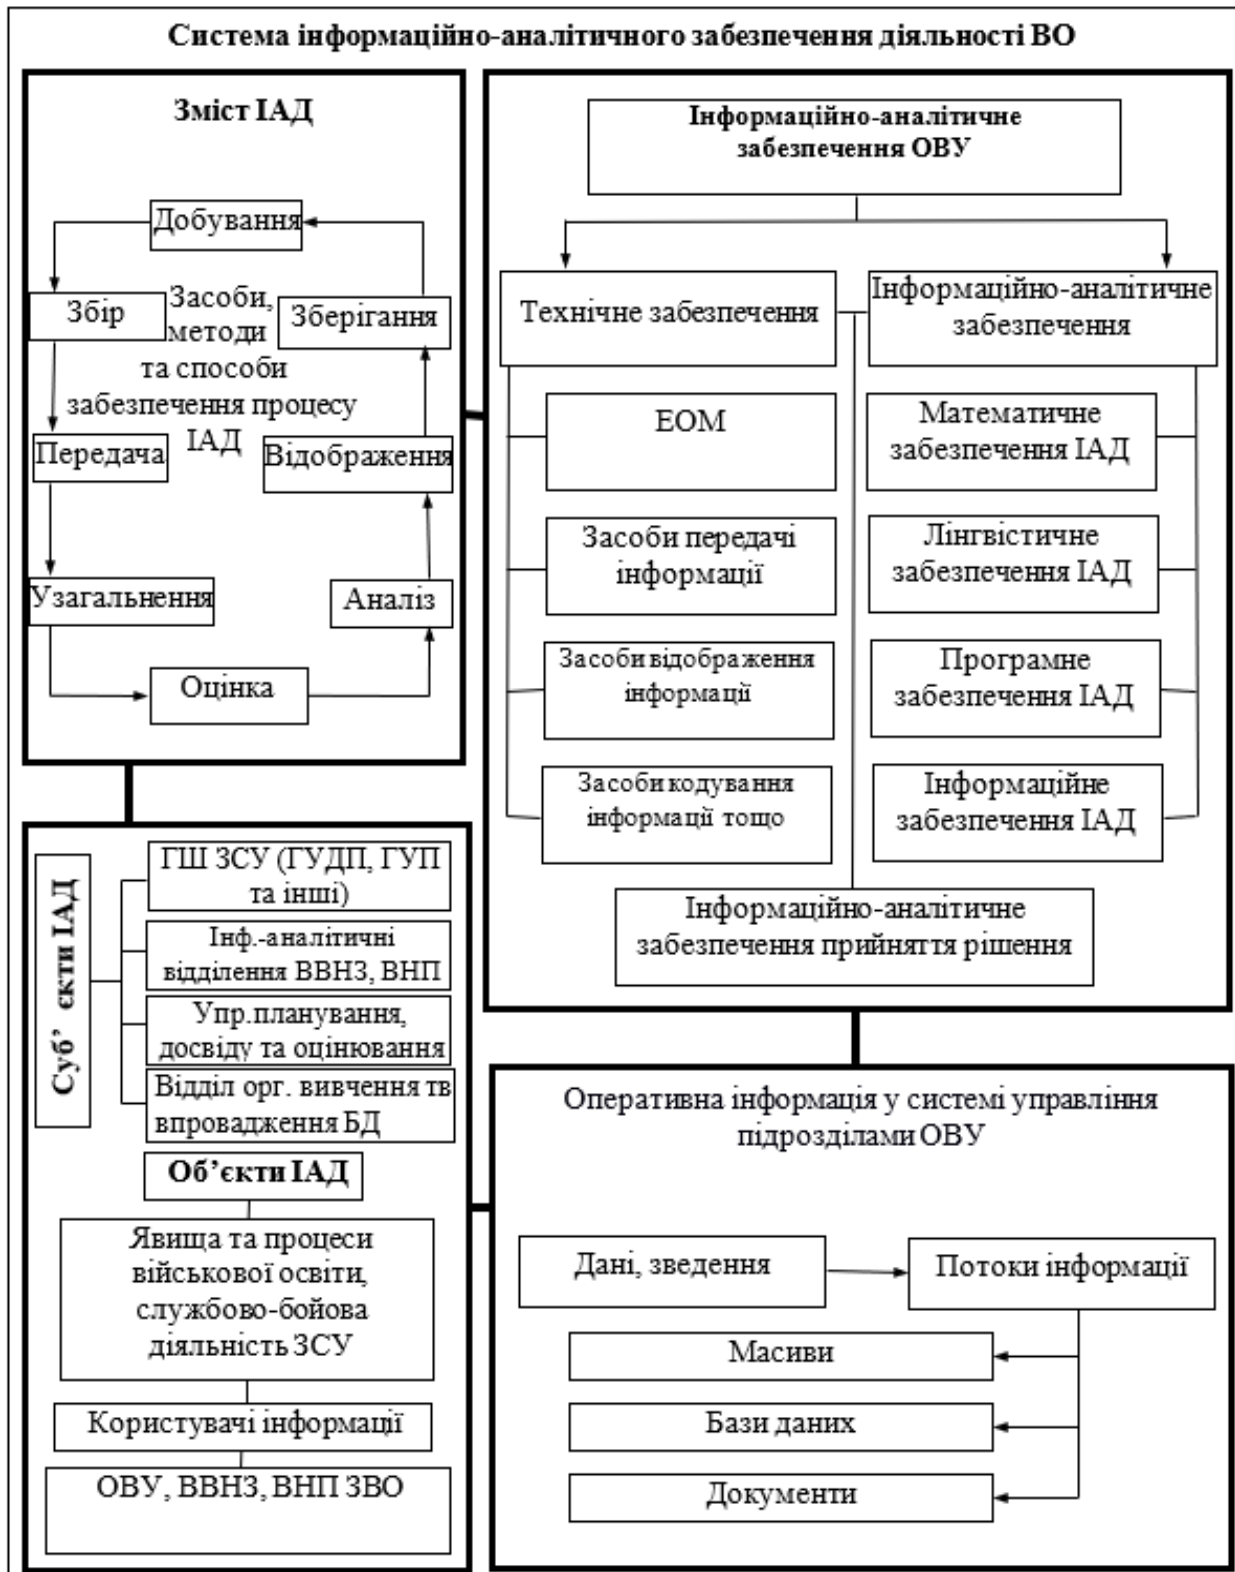 Система інформаційно-аналітичного забезпечення діяльності ВО
Зміст ІАД
Добування
Збір
Засоби,
методи
та способи
забезпечення процесу
ІАД
Зберігання
Передача
Відображення
Узагальнення
Аналіз
Оцінка
Інформаційно-аналітичне
забезпечення ОВУ
Технічне забезпечення
Інформаційно-аналітичне
забезпечення
ЕОМ
Засоби передачі
інформації
Засоби відображення
інформації
Засоби кодування
інформації тощо
Математичне
забезпечення ІАД
Лінгвістичне
забезпечення ІАД
Програмне
забезпечення ІАД
Інформаційне
забезпечення ІАД
Інформаційно-аналітичне
забезпечення прийняття рішення
Суб’ єкти ІАД
ГШ ЗСУ (ГУДП, ГУП
та інші)
Інф.-аналітичні
відділення ВВНЗ, ВНП
Упр.планування,
досвіду та оцінювання
Відділ орг. вивчення тв
впровадження БД
Об’єкти ІАД
Явища та процеси
військової освіти,
службово-бойова
діяльність ЗСУ
Користувачі інформації
ОВУ, ВВНЗ, ВНП ЗВО
Оперативна інформація у системі управління
підрозділами ОВУ
Дані, зведення
Потоки інформації
Масиви
Бази даних
Документи